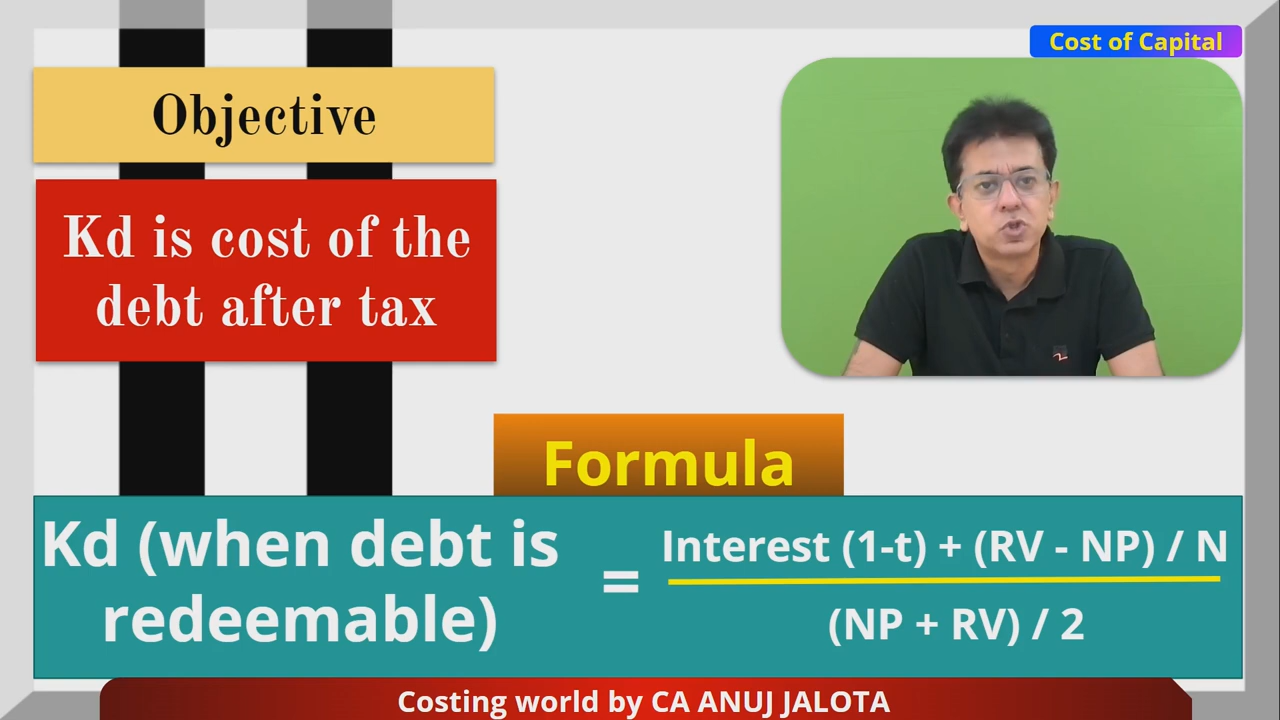 Cost of Capital
Objective
Kd is cost of the
debt after tax
Formula
Kd (when debt is
redeemable)
=
Interest (1-t) + (RV - NP) / N
(NP + RV) / 2
Costing world by CA ANUJ JALOTA